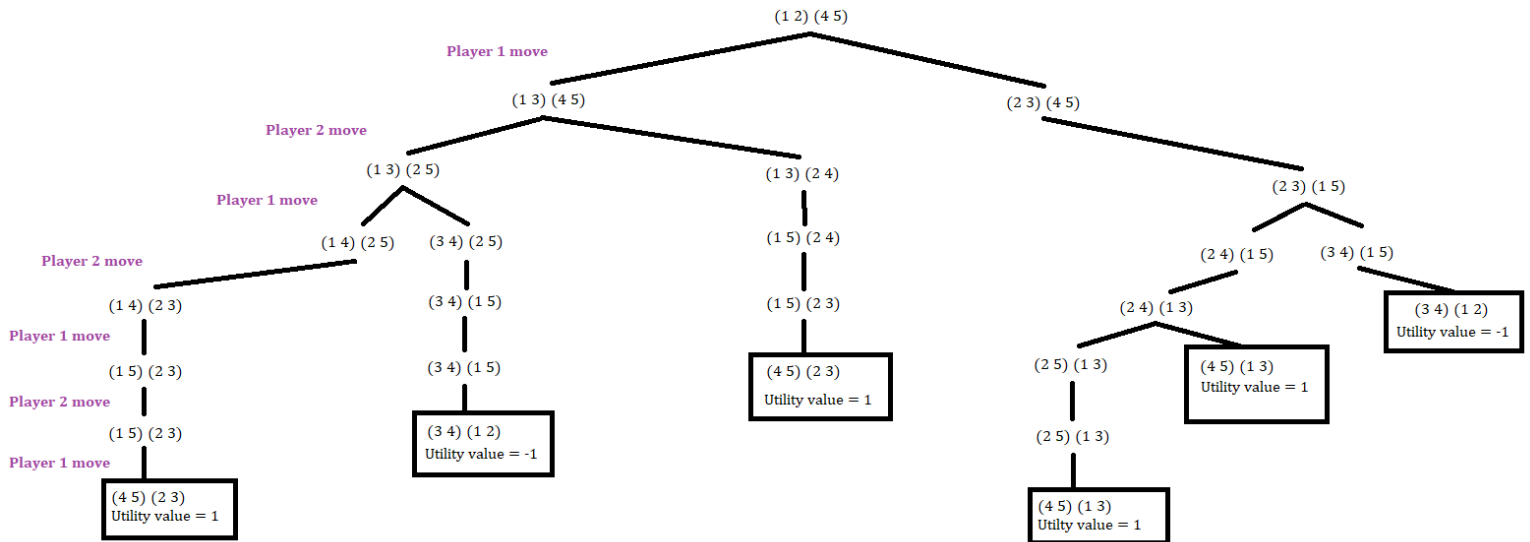 (1 2) (4 5)
Player 1 move
(1 3) (4 5)
(2 3) (4 5)
Player 2 move
(1 3) (2 5)
(1 3) (2 4)
(2 3) (1 5)
Player 1 move
(1 4) (2 5)
(3 4) (2 5)
(1 5) (2 4)
(2 4) (1 5)
(3 4) (1 5)
Player 2 move
(1 4) (2 3)
(3 4) (1 5)
(1 5) (2 3)
(2 4) (1 3)
(3 4) (1 2)
Utility value = -1
Player 1 move
(1 5) (2 3)
(3 4) (1 5)
(4 5) (2 3)
Utility value = 1
(2 5) (1 3)
(4 5) (1 3)
Utility value = 1
Player 2 move
(1 5) (2 3)
(3 4) (1 2)
Utility value = -1
(2 5) (1 3)
Player 1 move
(4 5) (2 3)
Utility value = 1
(4 5) (1 3)
Utilty value = 1